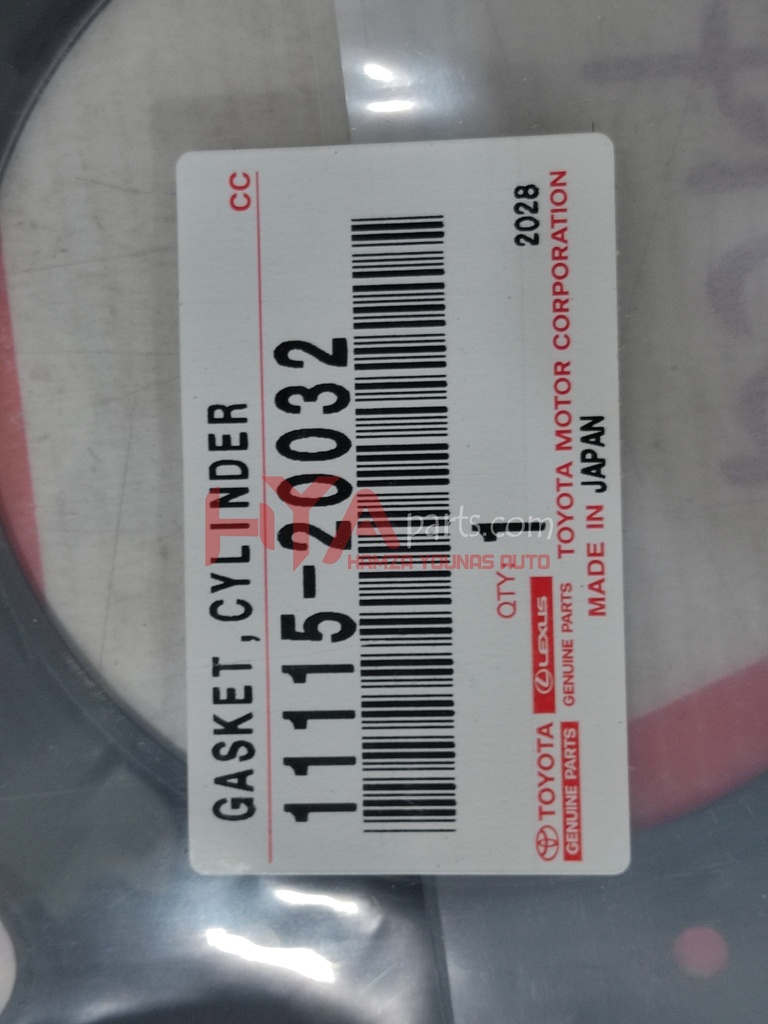 GASKET,CYLINDER
CC
11115-20032
HYAparts.com
HAMZA YOUNAS AUTO
QTY 1
2028
TOYOTA
GENUINE PARTS
LEXUS
GENUINE PARTS
TOYOTA MOTOR CORPORATION
MADE IN JAPAN